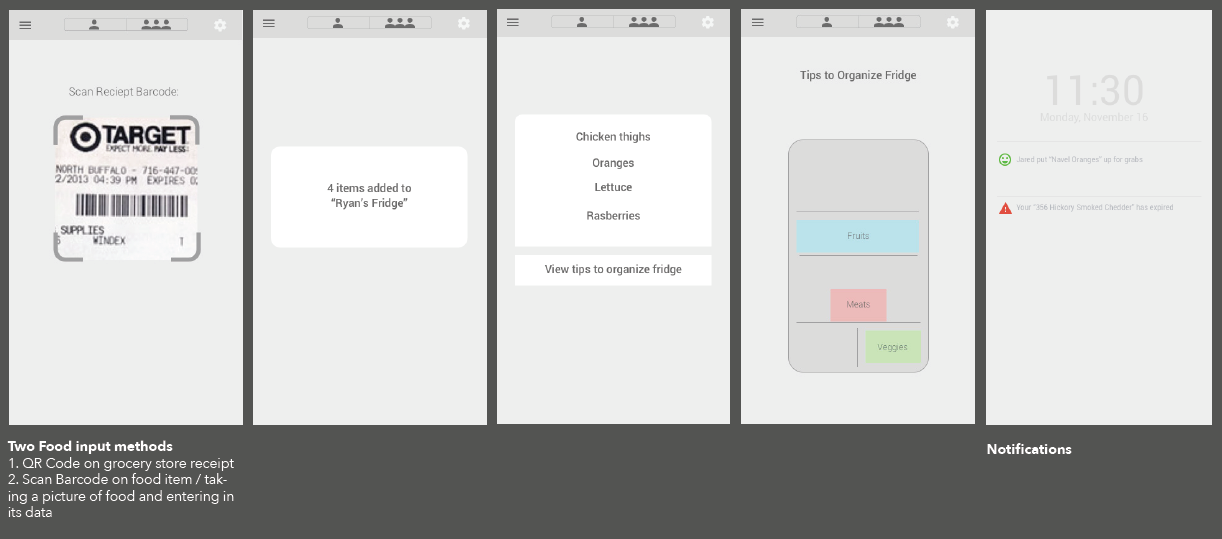 Scan Reciept Barcode:
TARGET
EXPECT MORE. PAY LESS.
NORTH BUFFALO - 716-447-00
2/2013 04:39 PM EXPIRES 0
SUPPLIES
WINDEX 1
4 items added to
“Ryan’s Fridge”
Chicken thighs
Oranges
Lettuce
Rasberries
View tips to organize fridge
Tips to Organize Fridge
Fruits
Meats
Veggies
11:30
Monday, November 16
Jared put “Navel Oranges” up for grabs
Your “356 Hickory Smoked Chedder” has expired
Two Food input methods
1. QR Code on grocery store receipt
2. Scan Barcode on food item / tak-
ing a picture of food and entering in
its data
Notifications